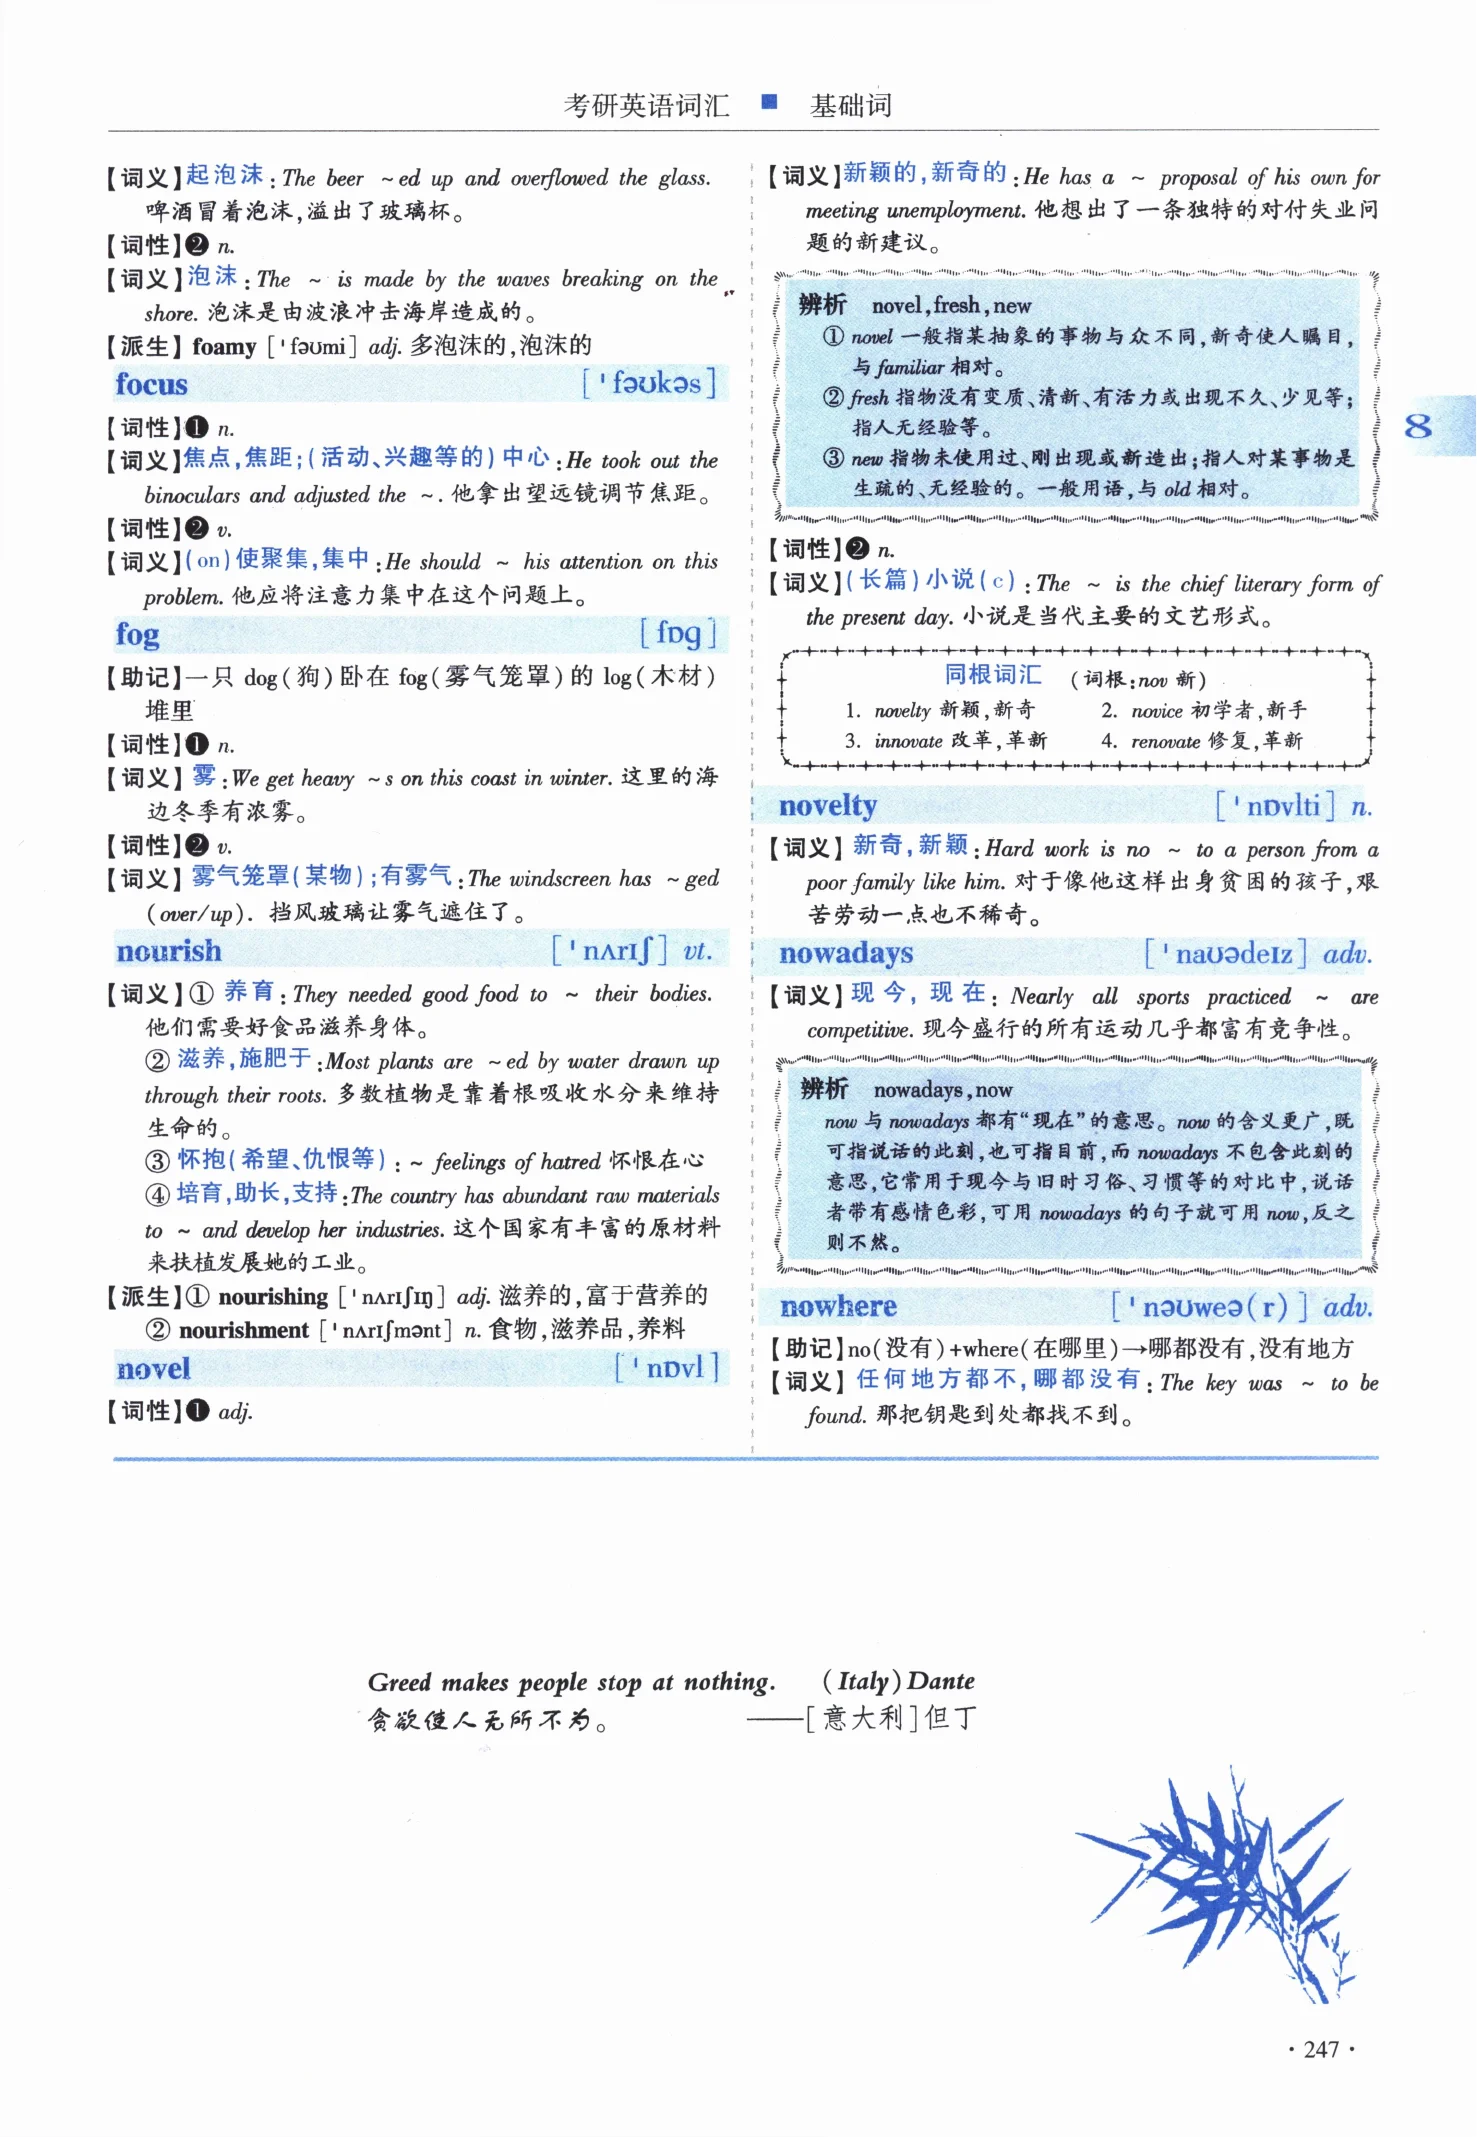 考研英语词汇 ■ 基础词
【词义】起泡沫:The beer ~ed up and overflowed the glass.
啤酒冒着泡沫,溢出了玻璃杯。
【词性】❷ n.
【词义】泡沫:The ~ is made by the waves breaking on the
shore. 泡沫是由波浪冲击海岸造成的。
【派生】 foamy [ˈfəʊmi] adj. 多泡沫的,泡沫的
focus [ˈfəʊkəs]
【词性】❶ n.
【词义】焦点,焦距;(活动、兴趣等的)中心:He took out the
binoculars and adjusted the ~. 他拿出望远镜调节焦距。
【词性】❷ v.
【词义】(on)使聚集,集中:He should ~ his attention on this
problem. 他应将注意力集中在这个问题上。
fog [fɒg]
【助记】一只 dog(狗)卧在 fog(雾气笼罩)的 log(木材)
堆里
【词性】❶ n.
【词义】雾:We get heavy ~s on this coast in winter. 这里的海
边冬季有浓雾。
【词性】❷ v.
【词义】雾气笼罩(某物);有雾气:The windscreen has ~ged
(over/up). 挡风玻璃让雾气遮住了。
nourish [ˈnʌrɪʃ] vt.
【词义】① 养育:They needed good food to ~ their bodies.
他们需要好食品滋养身体。
② 滋养,施肥于:Most plants are ~ed by water drawn up
through their roots. 多数植物是靠着根吸收水分来维持
生命的。
③ 怀抱(希望、仇恨等):~ feelings of hatred 怀恨在心
④ 培育,助长,支持:The country has abundant raw materials
to ~ and develop her industries. 这个国家有丰富的原材料
来扶植发展她的工业。
【派生】① nourishing [ˈnʌrɪʃɪŋ] adj. 滋养的,富于营养的
② nourishment [ˈnʌrɪʃmənt] n. 食物,滋养品,养料
novel [ˈnɒvl]
【词性】❶ adj.
【词义】新颖的,新奇的:He has a ~ proposal of his own for
meeting unemployment. 他想出了一条独特的对付失业问
题的新建议。
辨析 novel,fresh,new
① novel 一般指某抽象的事物与众不同,新奇使人瞩目,
与 familiar 相对。
② fresh 指物没有变质、清新、有活力或出现不久、少见等;
指人无经验等。
③ new 指物未使用过、刚出现或新造出;指人对某事物是
生疏的、无经验的。一般用语,与 old 相对。
【词性】❷ n.
【词义】(长篇)小说(c):The ~ is the chief literary form of
the present day. 小说是当代主要的文艺形式。
同根词汇 (词根:nov 新)
1. novelty 新颖,新奇 2. novice 初学者,新手
3. innovate 改革,革新 4. renovate 修复,革新
novelty [ˈnɒvlti] n.
【词义】新奇,新颖:Hard work is no ~ to a person from a
poor family like him. 对于像他这样出身贫困的孩子,艰
苦劳动一点也不稀奇。
nowadays [ˈnaʊədeɪz] adv.
【词义】现今,现在:Nearly all sports practiced ~ are
competitive. 现今盛行的所有运动几乎都富有竞争性。
辨析 nowadays,now
now 与 nowadays 都有“现在”的意思。now 的含义更广,既
可指说话的此刻,也可指目前,而 nowadays 不包含此刻的
意思,它常用于现今与旧时习俗、习惯等的对比中,说话
者带有感情色彩,可用 nowadays 的句子就可用 now,反之
则不然。
nowhere [ˈnəʊweə(r)] adv.
【助记】no(没有)+where(在哪里)→哪都没有,没有地方
【词义】任何地方都不,哪都没有:The key was ~ to be
found. 那把钥匙到处都找不到。
8
Greed makes people stop at nothing. (Italy)Dante
贪欲使人无所不为。 ——[意大利]但丁
·247·